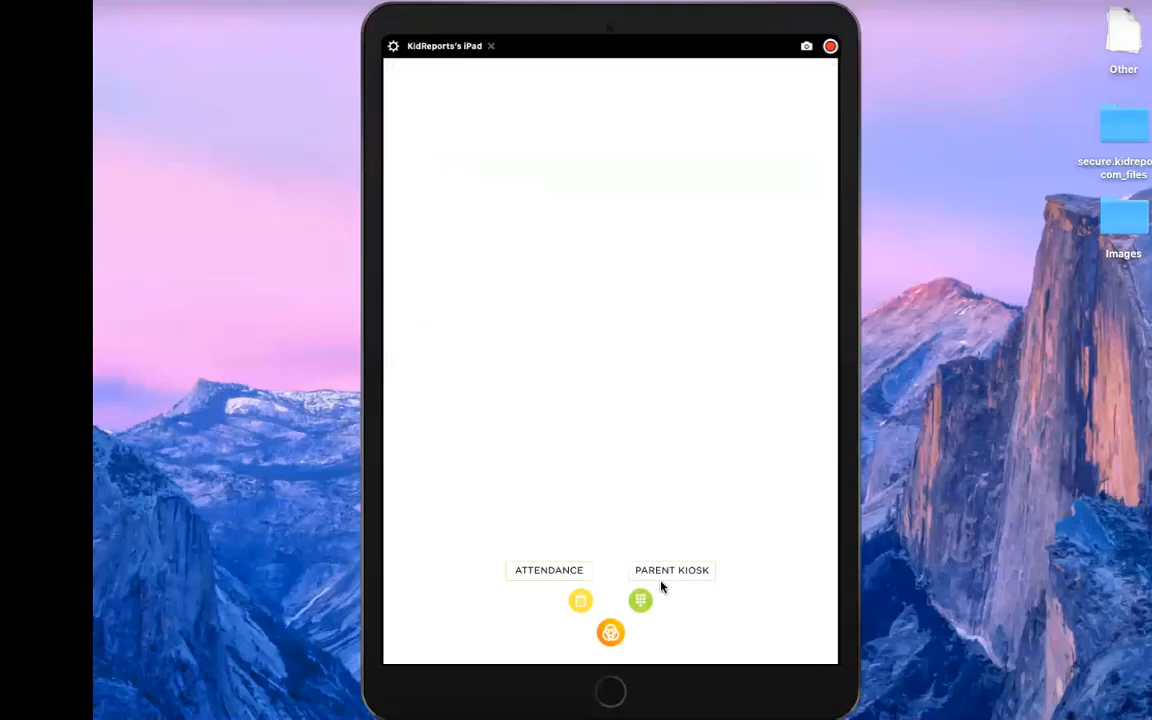 KidReports's iPad
Other
secure.kidrepo
com_files
Images
ATTENDANCE
PARENT KIOSK